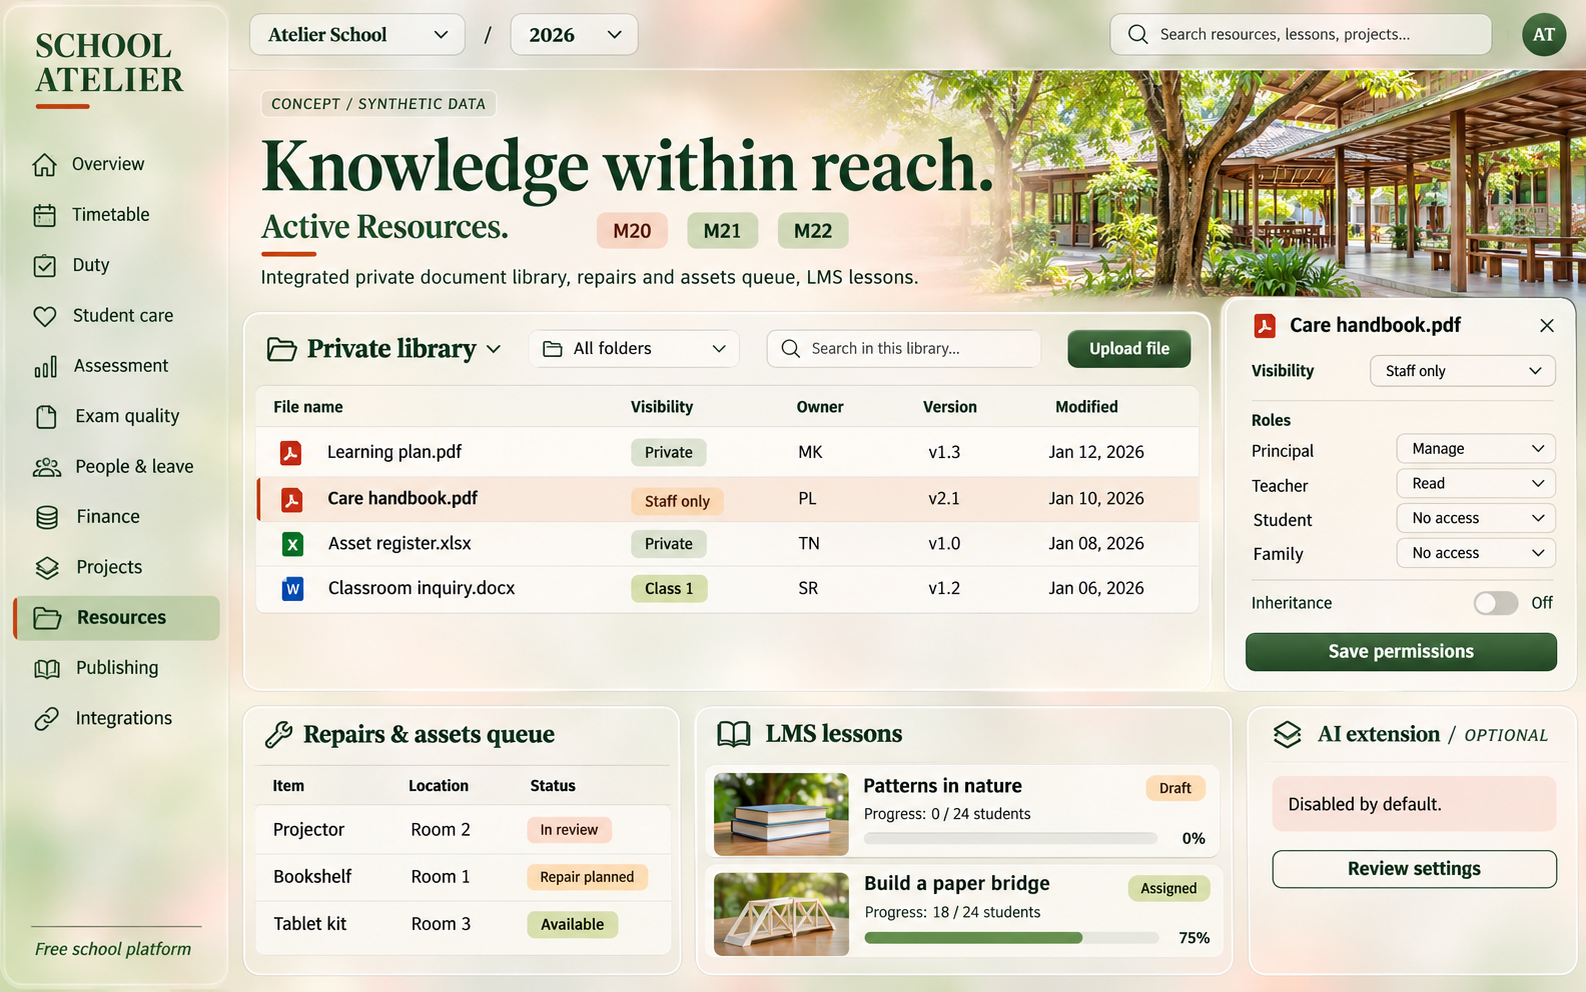 SCHOOL
ATELIER
Overview
Timetable
Duty
Student care
Assessment
Exam quality
People & leave
Finance
Projects
Resources
Publishing
Integrations
Free school platform
Atelier School / 2026
Search resources, lessons, projects...
AT
CONCEPT / SYNTHETIC DATA
Knowledge within reach.
Active Resources. M20 M21 M22
Integrated private document library, repairs and assets queue, LMS lessons.
Private library All folders Search in this library... Upload file
File name Visibility Owner Version Modified
Learning plan.pdf Private MK v1.3 Jan 12, 2026
Care handbook.pdf Staff only PL v2.1 Jan 10, 2026
X Asset register.xlsx Private TN v1.0 Jan 08, 2026
W Classroom inquiry.docx Class 1 SR v1.2 Jan 06, 2026
Care handbook.pdf
Visibility Staff only
Roles
Principal Manage
Teacher Read
Student No access
Family No access
Inheritance Off
Save permissions
Repairs & assets queue
Item Location Status
Projector Room 2 In review
Bookshelf Room 1 Repair planned
Tablet kit Room 3 Available
LMS lessons
Patterns in nature Draft
Progress: 0 / 24 students
0%
Build a paper bridge Assigned
Progress: 18 / 24 students
75%
AI extension / OPTIONAL
Disabled by default.
Review settings